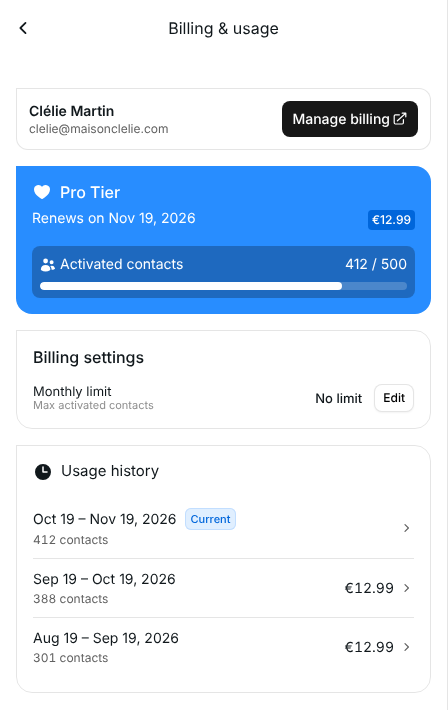 Billing & usage
Clélie Martin
clelie@maisonclelie.com
Manage billing
Pro Tier
Renews on Nov 19, 2026
€12.99
Activated contacts
412 / 500
Billing settings
Monthly limit
Max activated contacts
No limit
Edit
Usage history
Oct 19 – Nov 19, 2026
Current
412 contacts
Sep 19 – Oct 19, 2026
388 contacts
€12.99
Aug 19 – Sep 19, 2026
301 contacts
€12.99